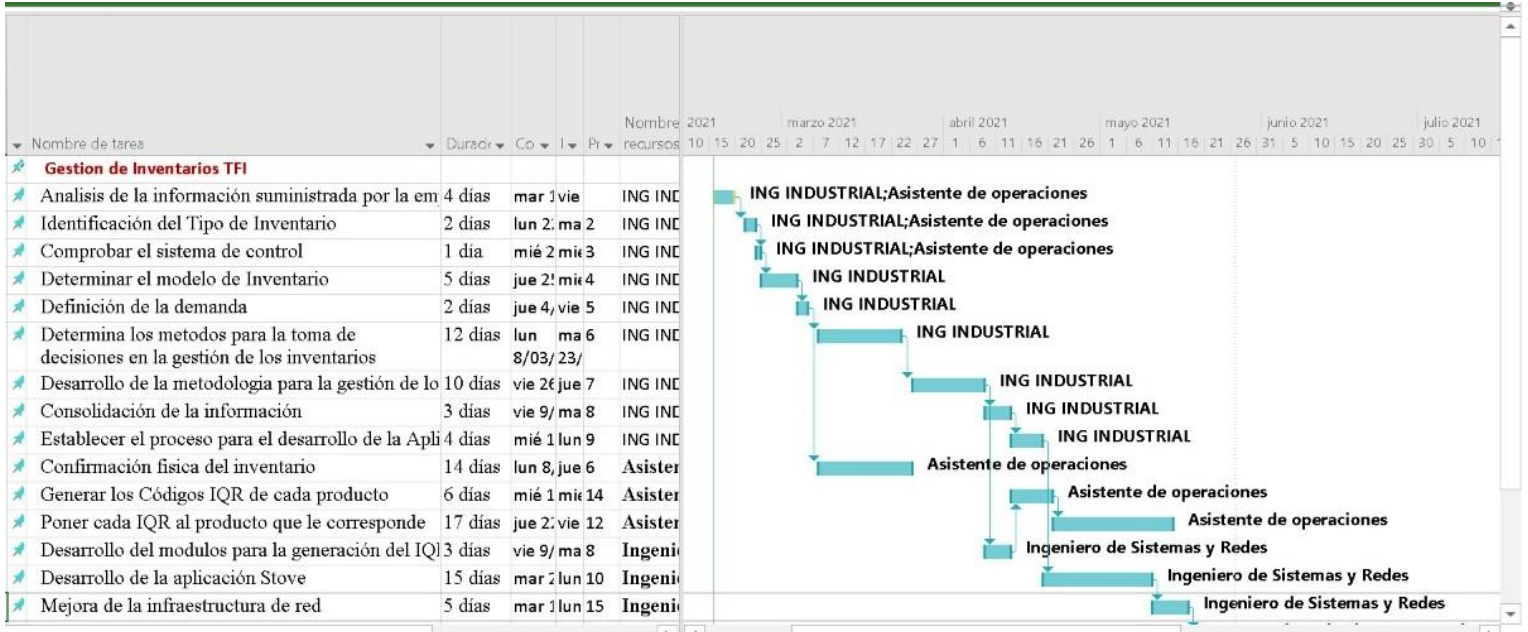 Nombre 2021 marzo 2021 abril 2021 mayo 2021 junio 2021 julio 2021
Nombre de tarea Duracic Co I Pr recursos 10 15 20 25 2 7 12 17 22 27 1 6 11 16 21 26 1 6 11 16 21 26 31 5 10 15 20 25 30 5 10
Gestion de Inventarios TFI
Analisis de la información suministrada por la em 4 días mar 1 vie ING IND ING INDUSTRIAL;Asistente de operaciones
Identificación del Tipo de Inventario 2 días lun 2 ma 2 ING IND ING INDUSTRIAL;Asistente de operaciones
Comprobar el sistema de control 1 día mié 2 mié 3 ING IND ING INDUSTRIAL;Asistente de operaciones
Determinar el modelo de Inventario 5 días jue 2 mié 4 ING IND ING INDUSTRIAL
Definición de la demanda 2 días jue 4/ vie 5 ING IND ING INDUSTRIAL
Determina los metodos para la toma de 12 días lun ma 6 ING IND ING INDUSTRIAL
decisiones en la gestión de los inventarios 8/03/ 23/
Desarrollo de la metodologia para la gestión de lo 10 días vie 26 jue 7 ING IND ING INDUSTRIAL
Consolidación de la información 3 días vie 9/ ma 8 ING IND ING INDUSTRIAL
Establecer el proceso para el desarrollo de la Apli 4 días mié 1 lun 9 ING IND ING INDUSTRIAL
Confirmación fisica del inventario 14 días lun 8, jue 6 Asister Asistente de operaciones
Generar los Códigos IQR de cada producto 6 días mié 1 mié 14 Asister Asistente de operaciones
Poner cada IQR al producto que le corresponde 17 días jue 2 vie 12 Asister Asistente de operaciones
Desarrollo del modulos para la generación del IQ 3 días vie 9/ ma 8 Ingeni Ingeniero de Sistemas y Redes
Desarrollo de la aplicación Stove 15 días mar 2 lun 10 Ingeni Ingeniero de Sistemas y Redes
Mejora de la infraestructura de red 5 días mar 1 lun 15 Ingeni Ingeniero de Sistemas y Redes